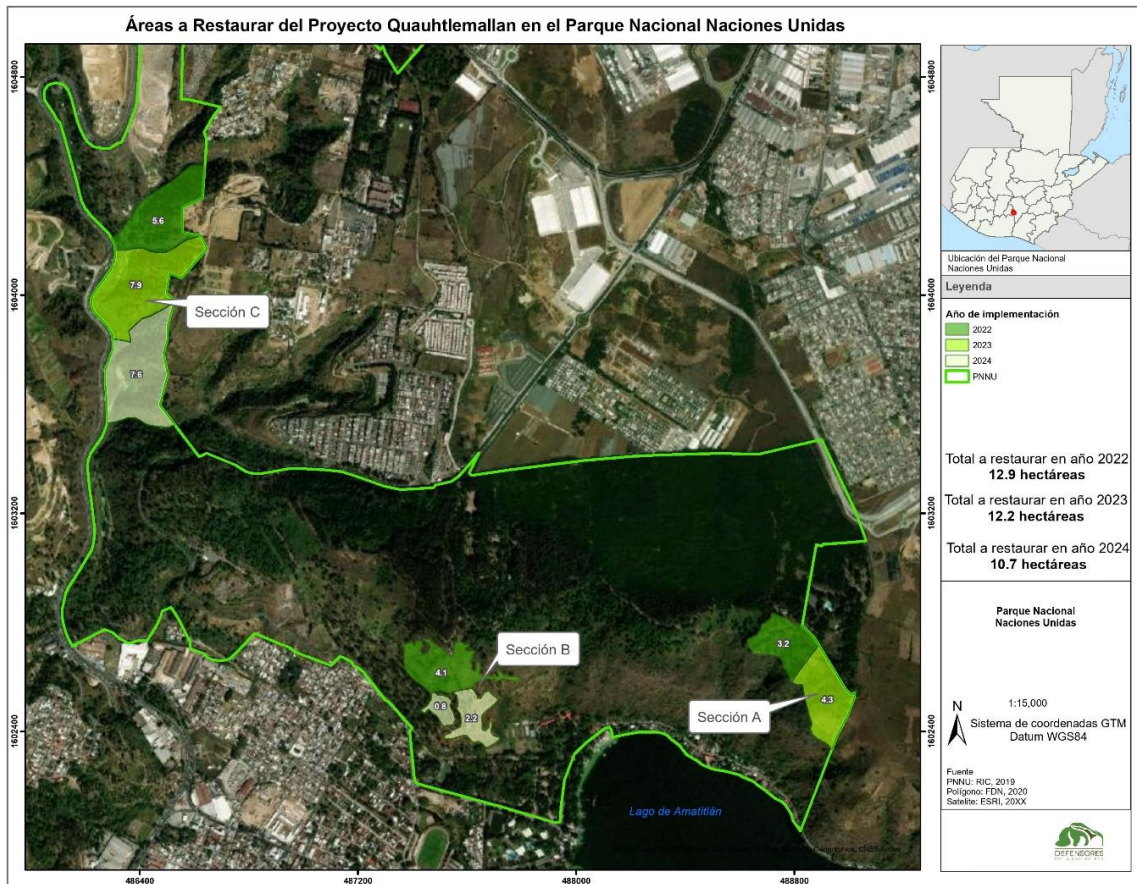 Áreas a Restaurar del Proyecto Quauhtlemallan en el Parque Nacional Naciones Unidas
1604800
1604000
1603200
1602400
1604800
1604000
1603200
1602400
486400
487200
488000
488800
5.6
7.9
Sección C
7.6
Sección B
4.1
0.8
2.2
3.2
4.3
Sección A
Lago de Amatitlán
Ubicación del Parque Nacional
Naciones Unidas
Leyenda
Año de implementación
2022
2023
2024
PNNU
Total a restaurar en año 2022
12.9 hectáreas
Total a restaurar en año 2023
12.2 hectáreas
Total a restaurar en año 2024
10.7 hectáreas
Parque Nacional
Naciones Unidas
N
1:15,000
Sistema de coordenadas GTM
Datum WGS84
Fuente
PNNU: RIC, 2019
Polígono: FDN, 2020
Satelite: ESRI, 20XX
DEFENSORES